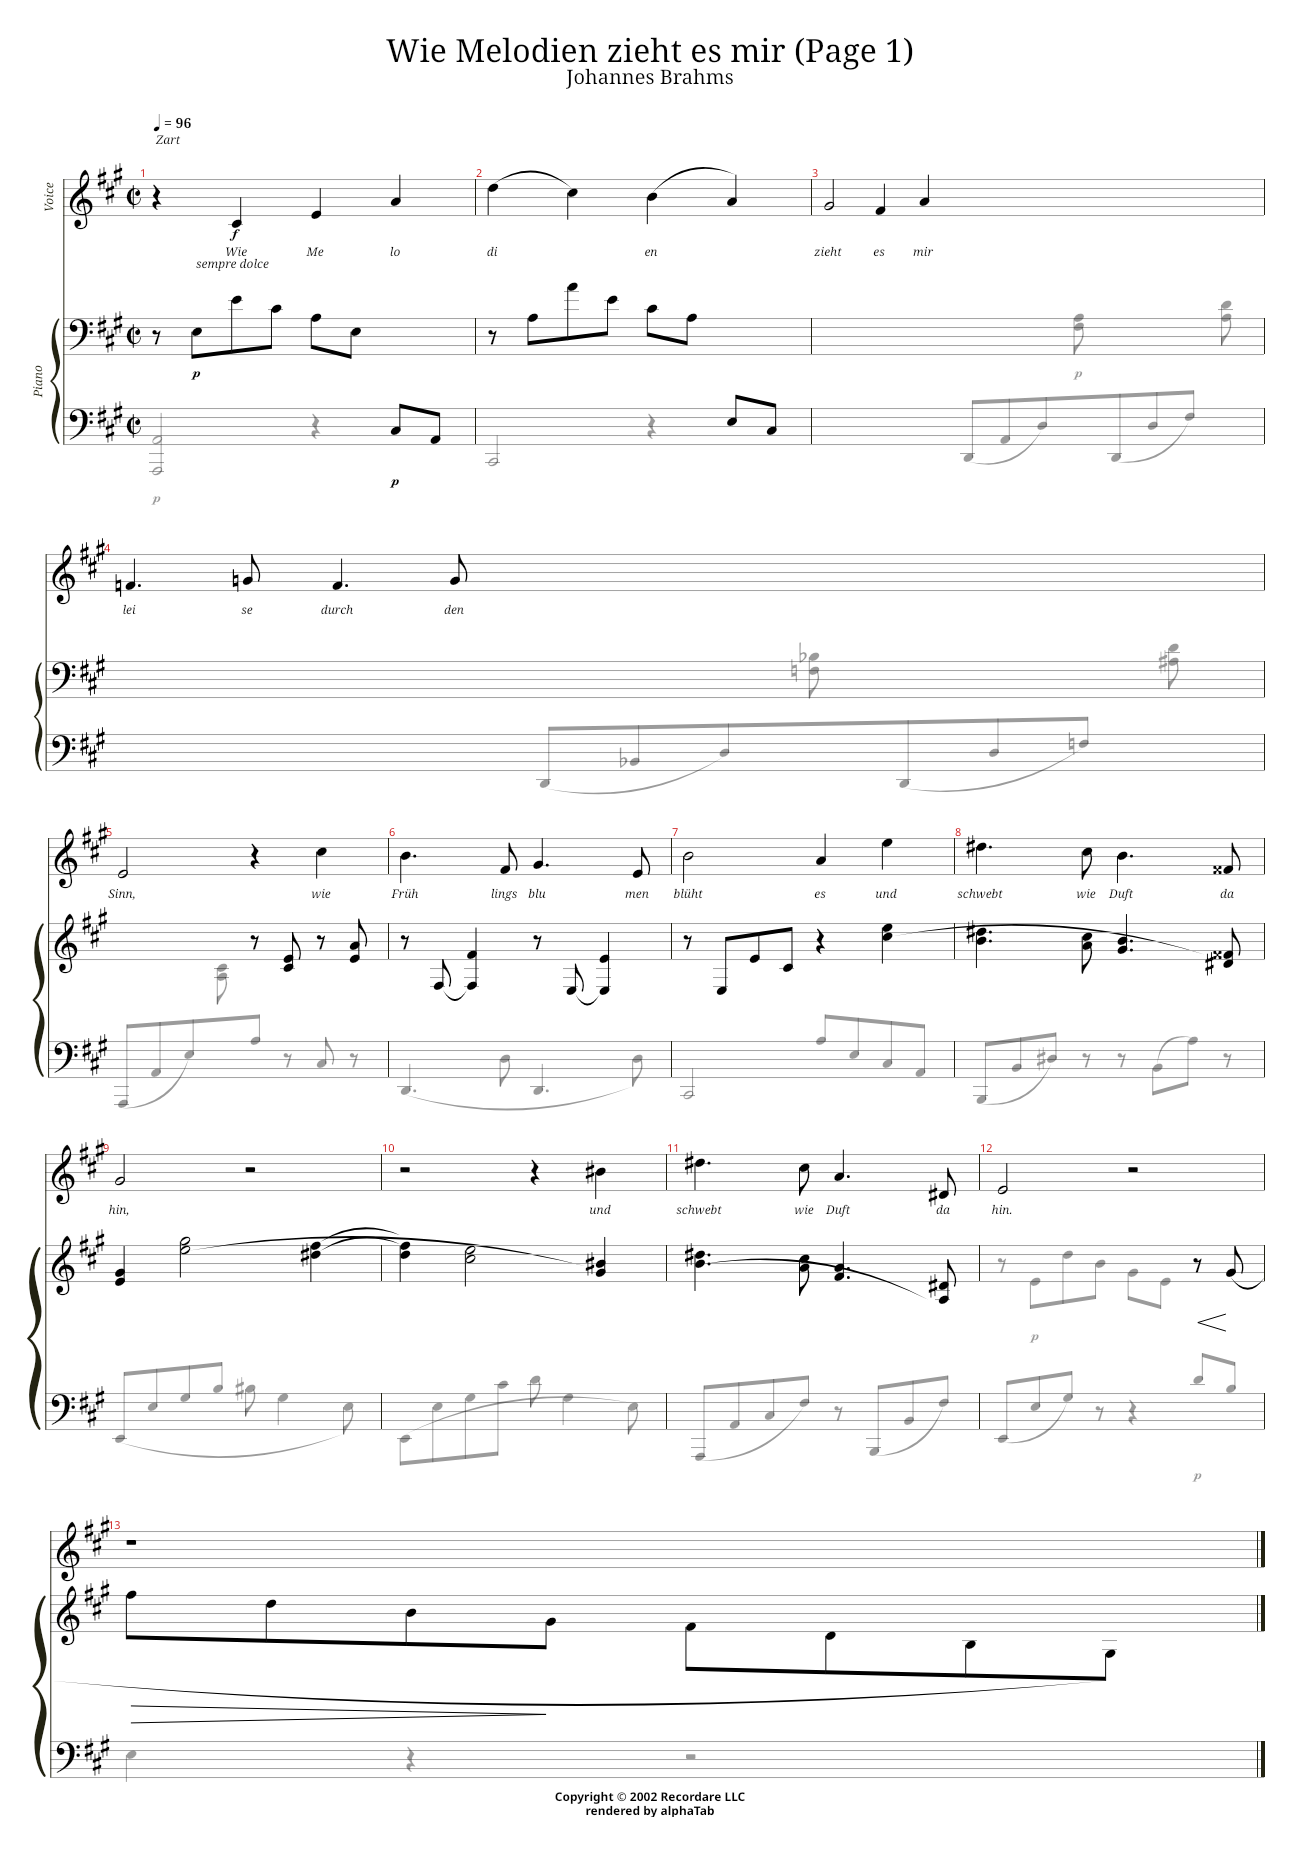 Wie Melodien zieht es mir (Page 1)
Johannes Brahms
= 96
Zart
Voice
1 2 3
f
Wie Me lo di en zieht es mir
sempre dolce
Piano
p p
p
p
4
lei se durch den
5 6 7 8
Sinn, wie Früh lings blu men blüht es und schwebt wie Duft da
9 10 11 12
hin, und schwebt wie Duft da hin.
p
p
13
Copyright © 2002 Recordare LLC
rendered by alphaTab